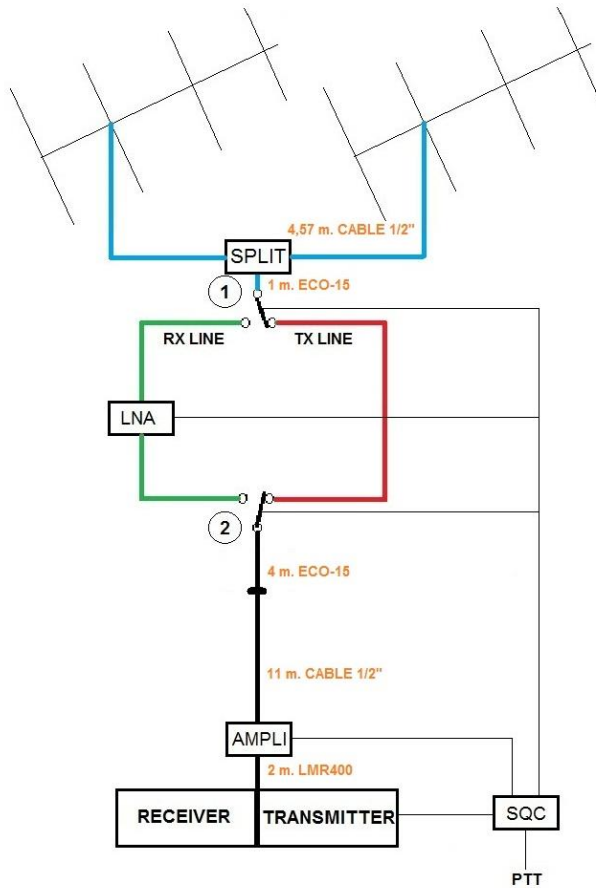 4,57 m. CABLE 1/2"
SPLIT
1 m. ECO-15
1
RX LINE
TX LINE
LNA
2
4 m. ECO-15
11 m. CABLE 1/2"
AMPLI
2 m. LMR400
RECEIVER
TRANSMITTER
SQC
PTT